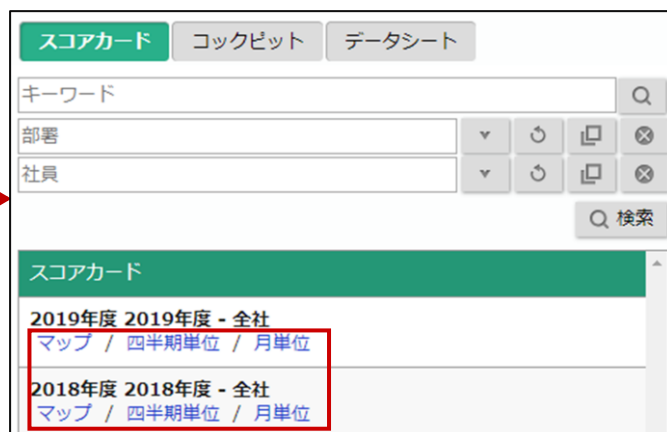 スコアカード コックピット データシート
キーワード
部署
社員
検索
スコアカード
2019年度 2019年度 - 全社
マップ / 四半期単位 / 月単位
2018年度 2018年度 - 全社
マップ / 四半期単位 / 月単位